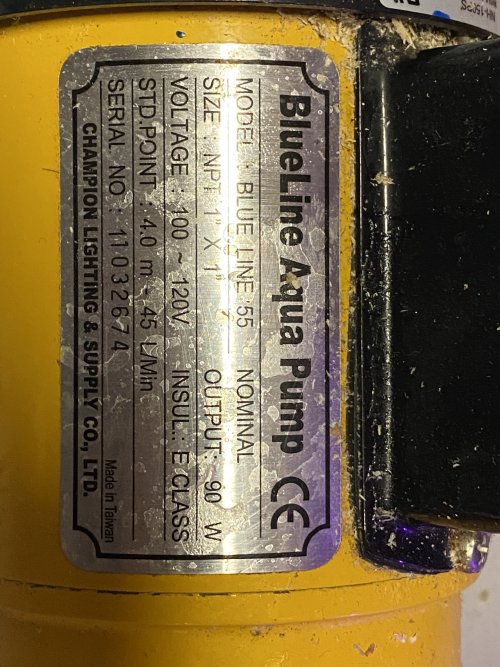 BlueLine Aqua Pump CE
MODEL : BLUE LINE 55 NOMINAL
SIZE : NPT 1" X 1" OUTPUT: 90 W
VOLTAGE : 100 ~ 120V INSUL.: E CLASS
STD.POINT : 4.0 m - 45 L/Min
SERIAL NO : 11032674 Made in Taiwan
CHAMPION LIGHTING & SUPPLY CO., LTD.